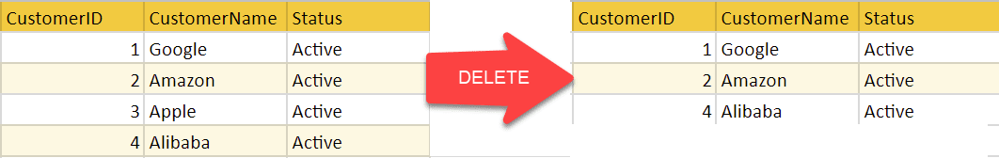 CustomerID CustomerName Status
1 Google Active
2 Amazon Active
3 Apple Active
4 Alibaba Active
DELETE
CustomerID CustomerName Status
1 Google Active
2 Amazon Active
4 Alibaba Active